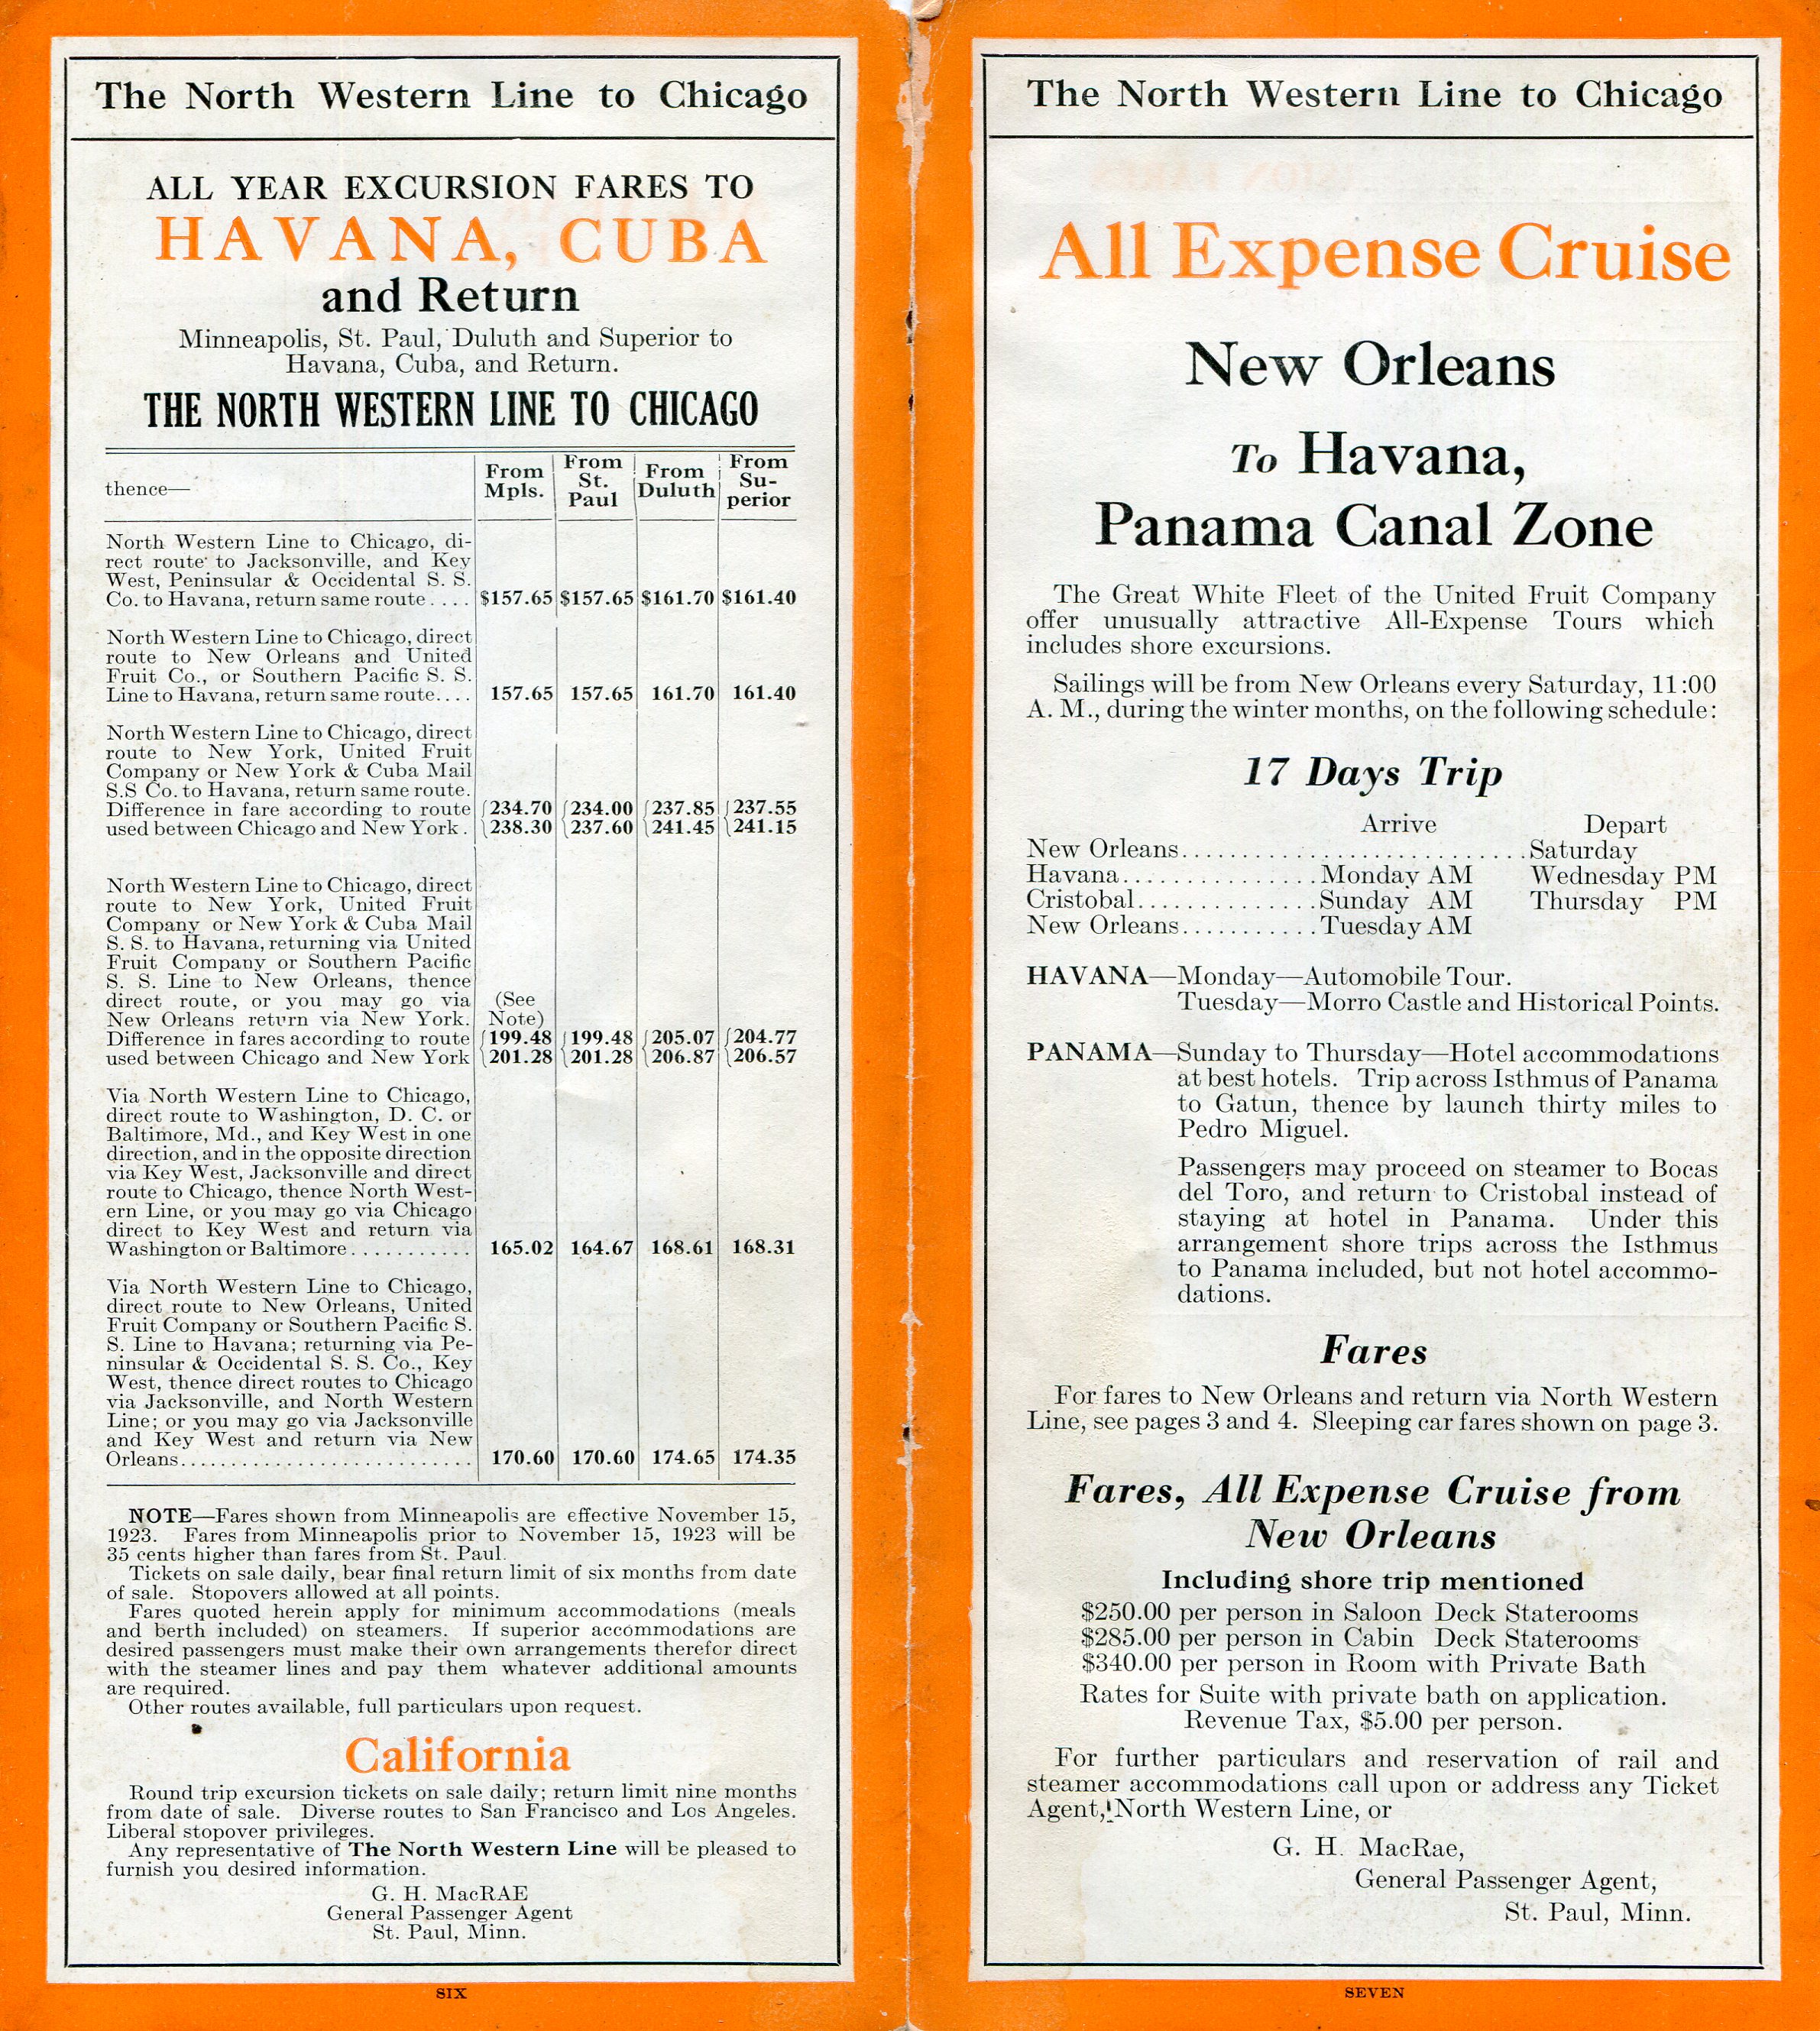 The North Western Line to Chicago
ALL YEAR EXCURSION FARES TO
HAVANA, CUBA
and Return
Minneapolis, St. Paul, Duluth and Superior to
Havana, Cuba, and Return.
THE NORTH WESTERN LINE TO CHICAGO
thence— From Mpls. From St. Paul From Duluth From Su-perior
North Western Line to Chicago, di-
rect route to Jacksonville, and Key
West, Peninsular & Occidental S. S.
Co. to Havana, return same route .... $157.65 $157.65 $161.70 $161.40
North Western Line to Chicago, direct
route to New Orleans and United
Fruit Co., or Southern Pacific S. S.
Line to Havana, return same route.... 157.65 157.65 161.70 161.40
North Western Line to Chicago, direct
route to New York, United Fruit
Company or New York & Cuba Mail
S.S Co. to Havana, return same route.
Difference in fare according to route {234.70 {234.00 {237.85 {237.55
used between Chicago and New York. 238.30 237.60 241.45 241.15
North Western Line to Chicago, direct
route to New York, United Fruit
Company or New York & Cuba Mail
S. S. to Havana, returning via United
Fruit Company or Southern Pacific
S. S. Line to New Orleans, thence
direct route, or you may go via (See
New Orleans return via New York. Note)
Difference in fares according to route {199.48 {199.48 {205.07 {204.77
used between Chicago and New York 201.28 201.28 206.87 206.57
Via North Western Line to Chicago,
direct route to Washington, D. C. or
Baltimore, Md., and Key West in one
direction, and in the opposite direction
via Key West, Jacksonville and direct
route to Chicago, thence North West-
ern Line, or you may go via Chicago
direct to Key West and return via
Washington or Baltimore........... 165.02 164.67 168.61 168.31
Via North Western Line to Chicago,
direct route to New Orleans, United
Fruit Company or Southern Pacific S.
S. Line to Havana; returning via Pe-
ninsular & Occidental S. S. Co., Key
West, thence direct routes to Chicago
via Jacksonville, and North Western
Line; or you may go via Jacksonville
and Key West and return via New
Orleans.......................... 170.60 170.60 174.65 174.35
NOTE—Fares shown from Minneapolis are effective November 15,
1923. Fares from Minneapolis prior to November 15, 1923 will be
35 cents higher than fares from St. Paul.
Tickets on sale daily, bear final return limit of six months from date
of sale. Stopovers allowed at all points.
Fares quoted herein apply for minimum accommodations (meals
and berth included) on steamers. If superior accommodations are
desired passengers must make their own arrangements therefor direct
with the steamer lines and pay them whatever additional amounts
are required.
Other routes available, full particulars upon request.
California
Round trip excursion tickets on sale daily; return limit nine months
from date of sale. Diverse routes to San Francisco and Los Angeles.
Liberal stopover privileges.
Any representative of The North Western Line will be pleased to
furnish you desired information.
G. H. MacRAE
General Passenger Agent
St. Paul, Minn.
SIX
The North Western Line to Chicago
All Expense Cruise
New Orleans
To Havana,
Panama Canal Zone
The Great White Fleet of the United Fruit Company
offer unusually attractive All-Expense Tours which
includes shore excursions.
Sailings will be from New Orleans every Saturday, 11:00
A. M., during the winter months, on the following schedule:
17 Days Trip
Arrive Depart
New Orleans............................Saturday
Havana................Monday AM Wednesday PM
Cristobal...............Sunday AM Thursday PM
New Orleans...........Tuesday AM
HAVANA—Monday—Automobile Tour.
Tuesday—Morro Castle and Historical Points.
PANAMA—Sunday to Thursday—Hotel accommodations
at best hotels. Trip across Isthmus of Panama
to Gatun, thence by launch thirty miles to
Pedro Miguel.
Passengers may proceed on steamer to Bocas
del Toro, and return to Cristobal instead of
staying at hotel in Panama. Under this
arrangement shore trips across the Isthmus
to Panama included, but not hotel accommo-
dations.
Fares
For fares to New Orleans and return via North Western
Line, see pages 3 and 4. Sleeping car fares shown on page 3.
Fares, All Expense Cruise from
New Orleans
Including shore trip mentioned
$250.00 per person in Saloon Deck Staterooms
$285.00 per person in Cabin Deck Staterooms
$340.00 per person in Room with Private Bath
Rates for Suite with private bath on application.
Revenue Tax, $5.00 per person.
For further particulars and reservation of rail and
steamer accommodations call upon or address any Ticket
Agent, North Western Line, or
G. H. MacRae,
General Passenger Agent,
St. Paul, Minn.
SEVEN